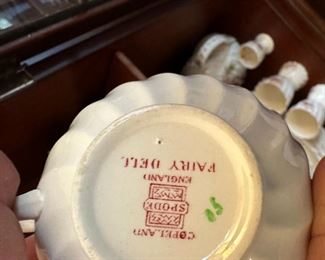 COPELAND
SPODE
ENGLAND
FAIRY DELL